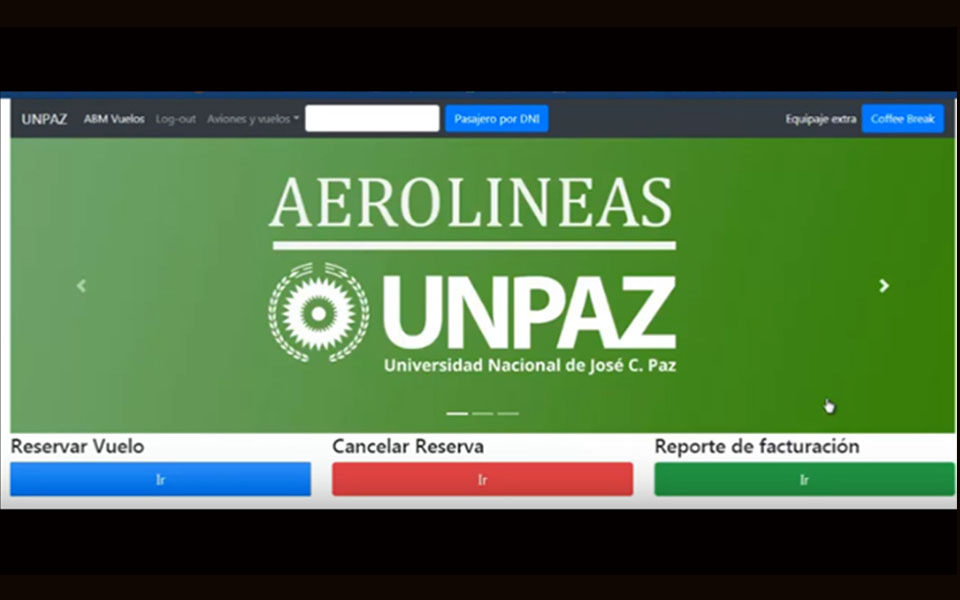 UNPAZ ABM Vuelos Log-out Aviones y vuelos Pasajero por DNI Equipaje extra Coffee Break
AEROLINEAS
UNPAZ
Universidad Nacional de José C. Paz
Reservar Vuelo Cancelar Reserva Reporte de facturación
Ir Ir Ir